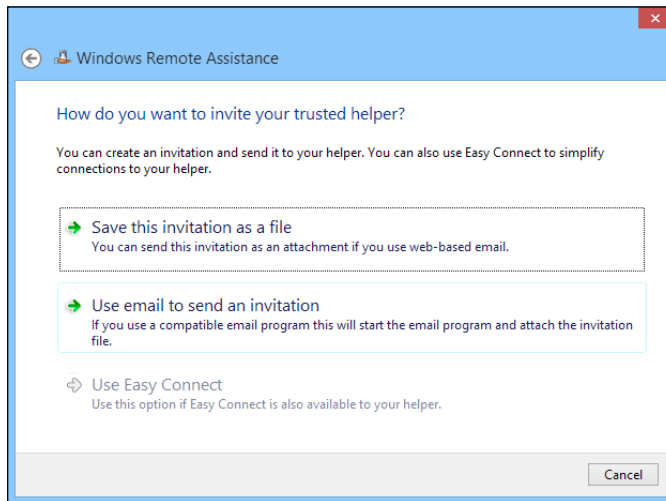 Windows Remote Assistance
How do you want to invite your trusted helper?
You can create an invitation and send it to your helper. You can also use Easy Connect to simplify
connections to your helper.
Save this invitation as a file
You can send this invitation as an attachment if you use web-based email.
Use email to send an invitation
If you use a compatible email program this will start the email program and attach the invitation
file.
Use Easy Connect
Use this option if Easy Connect is also available to your helper.
Cancel